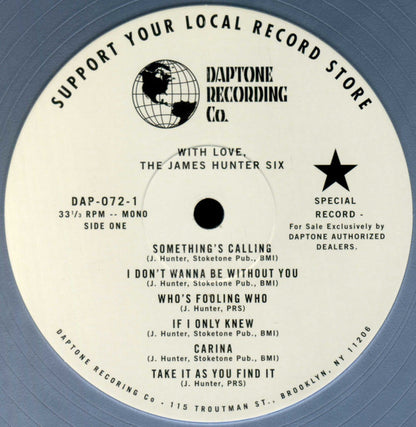 SUPPORT YOUR LOCAL RECORD STORE
DAPTONE
RECORDING
Co.
WITH LOVE,
THE JAMES HUNTER SIX
DAP-072-1
33 1/3 RPM -- MONO
SIDE ONE
SPECIAL
RECORD -
For Sale Exclusively by
DAPTONE AUTHORIZED
DEALERS.
SOMETHING'S CALLING
(J. Hunter, Stoketone Pub., BMI)
I DON'T WANNA BE WITHOUT YOU
(J. Hunter, Stoketone Pub., BMI)
WHO'S FOOLING WHO
(J. Hunter, PRS)
IF I ONLY KNEW
(J. Hunter, Stoketone Pub., BMI)
CARINA
(J. Hunter, Stoketone Pub., BMI)
TAKE IT AS YOU FIND IT
(J. Hunter, PRS)
DAPTONE RECORING Co - 115 TROUTMAN ST., BROOKLYN, NY 11206